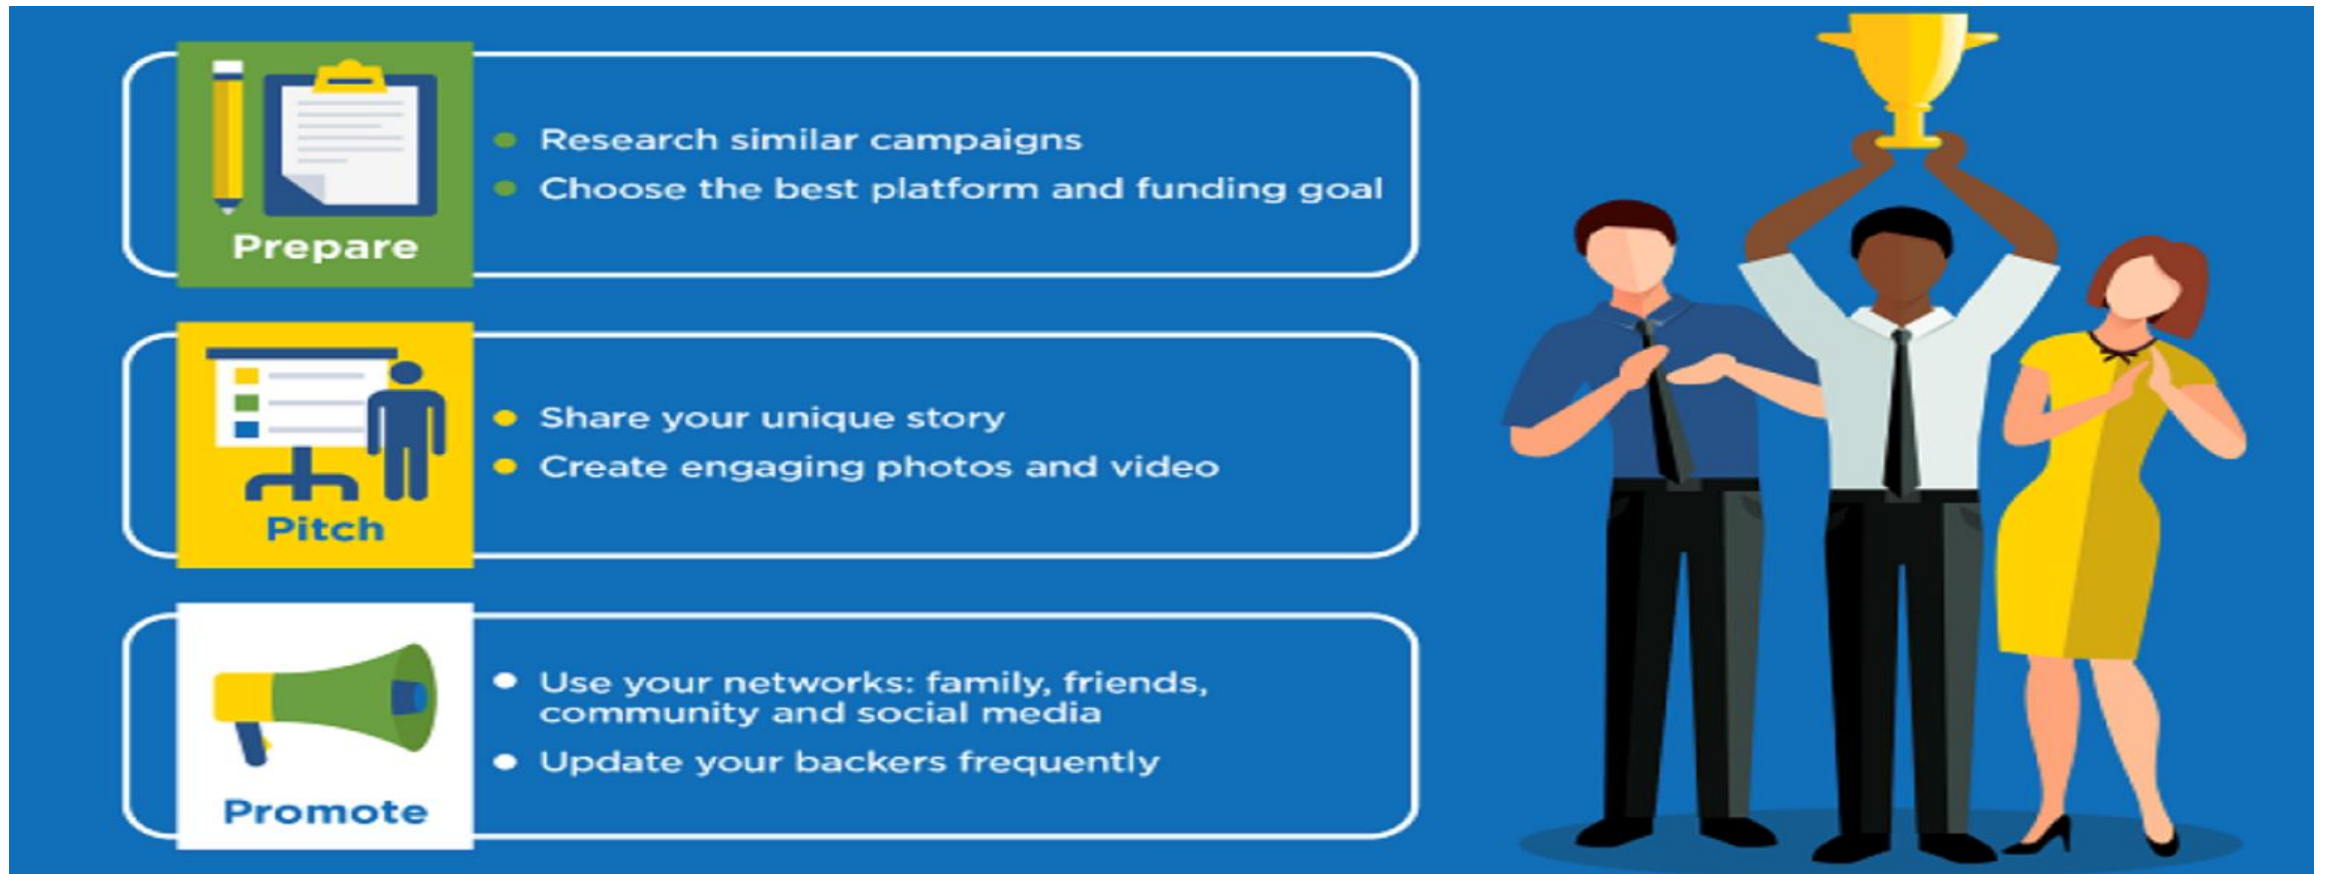 Prepare
Research similar campaigns
Choose the best platform and funding goal
Pitch
Share your unique story
Create engaging photos and video
Promote
Use your networks: family, friends,
community and social media
Update your backers frequently